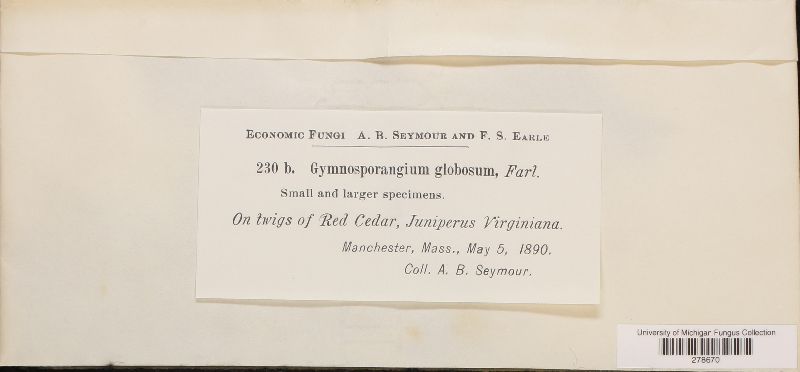 Economic Fungi A. B. Seymour and F. S. Earle
230 b. Gymnosporangium globosum, Farl.
Small and larger specimens.
On twigs of Red Cedar, Juniperus Virginiana.
Manchester, Mass., May 5, 1890.
Coll. A. B. Seymour.
University of Michigan Fungus Collection
278670